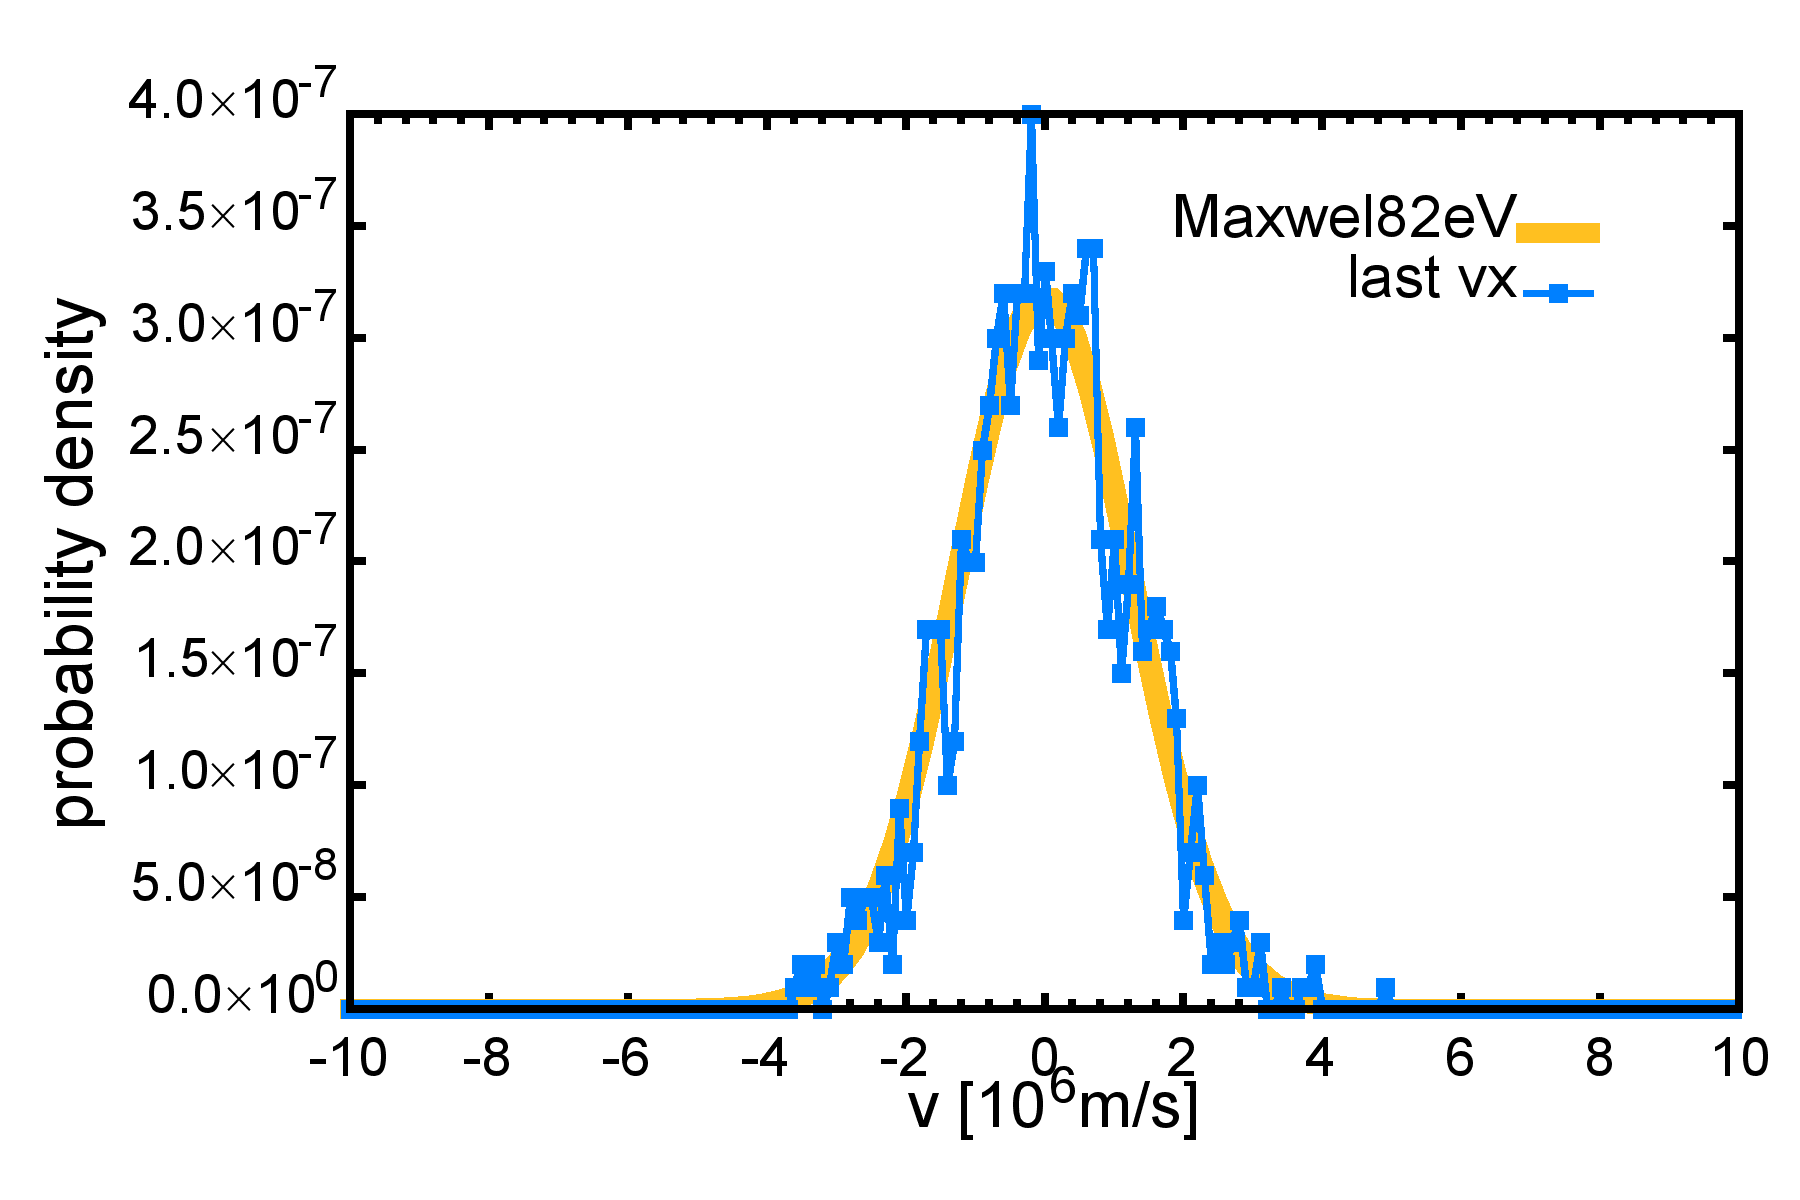 4.0×10⁻⁷
3.5×10⁻⁷
3.0×10⁻⁷
2.5×10⁻⁷
2.0×10⁻⁷
1.5×10⁻⁷
1.0×10⁻⁷
5.0×10⁻⁸
0.0×10⁰
probability density
Maxwel82eV
last vx
-10 -8 -6 -4 -2 0 2 4 6 8 10
v [10⁶m/s]